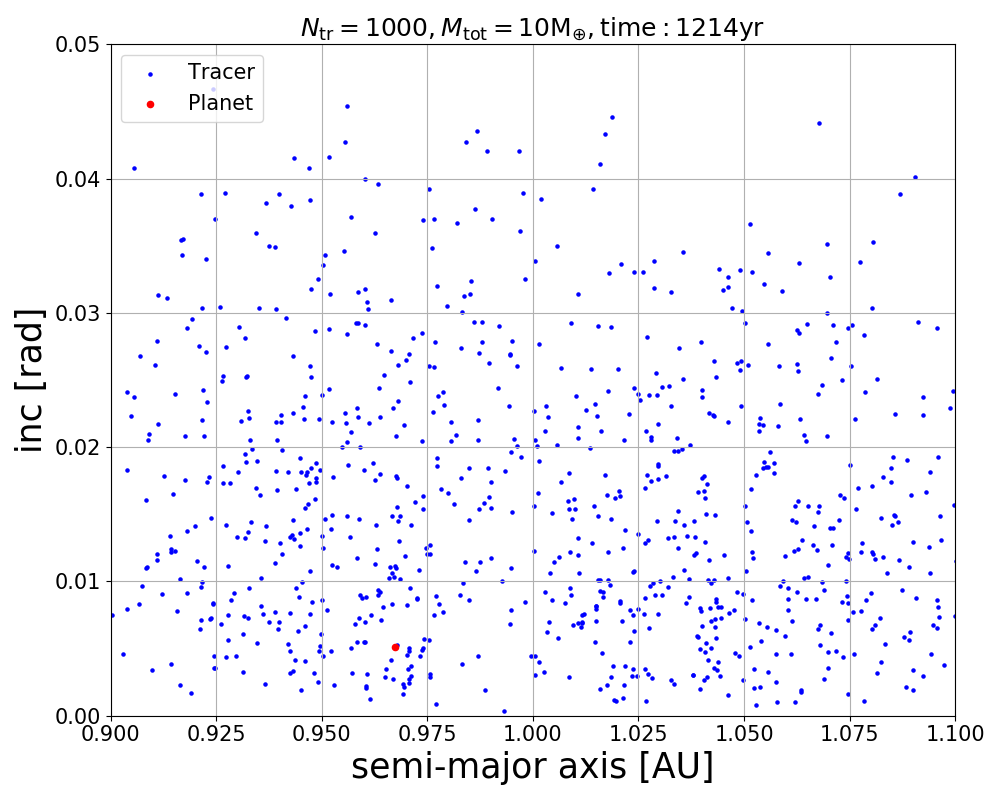 N_tr = 1000, M_tot = 10M_⊕, time : 1214yr
Tracer
Planet
inc [rad]
0.05
0.04
0.03
0.02
0.01
0.00
0.900 0.925 0.950 0.975 1.000 1.025 1.050 1.075 1.100
semi-major axis [AU]